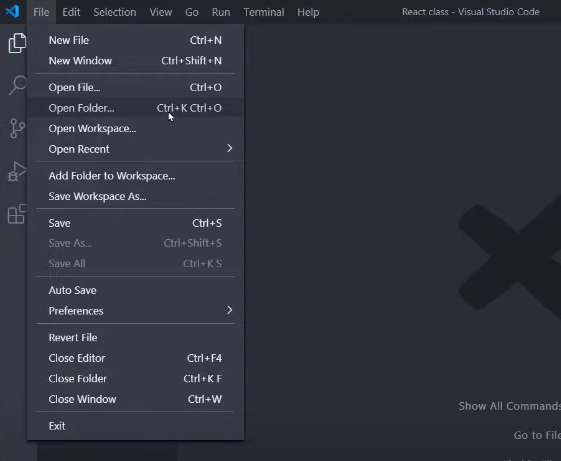 File Edit Selection View Go Run Terminal Help React class - Visual Studio Code
New File Ctrl+N
New Window Ctrl+Shift+N
Open File... Ctrl+O
Open Folder... Ctrl+K Ctrl+O
Open Workspace...
Open Recent
Add Folder to Workspace...
Save Workspace As...
Save Ctrl+S
Save As... Ctrl+Shift+S
Save All Ctrl+K S
Auto Save
Preferences
Revert File
Close Editor Ctrl+F4
Close Folder Ctrl+K F
Close Window Ctrl+W
Show All Commands
Exit
Go to File